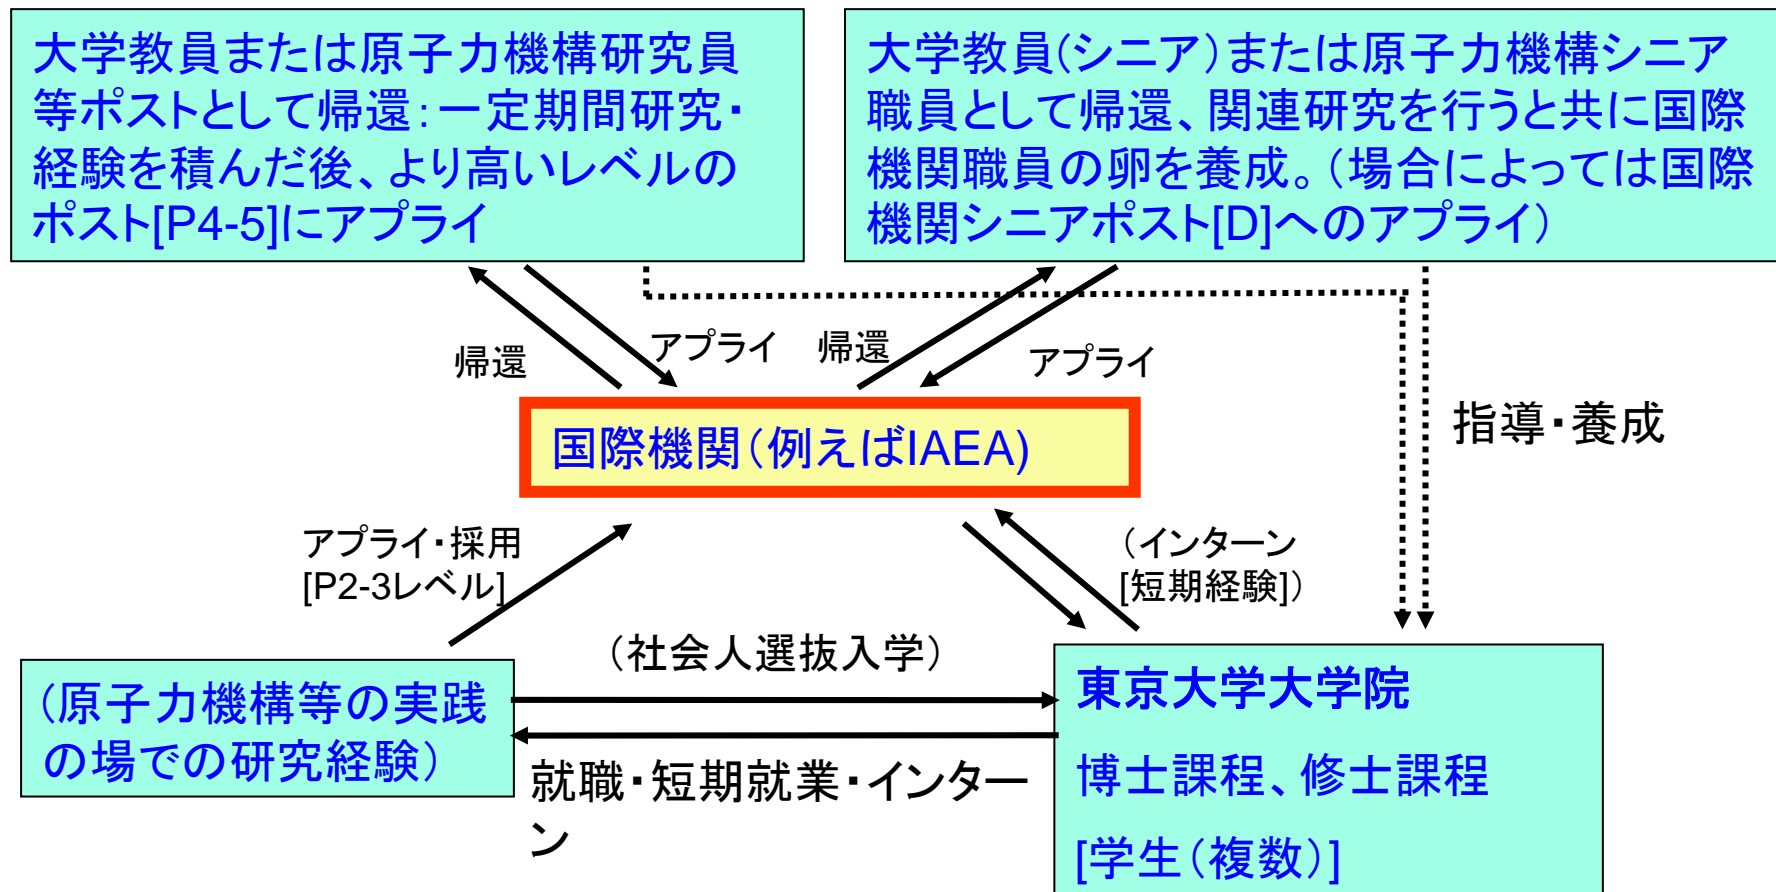 大学教員または原子力機構研究員
等ポストとして帰還：一定期間研究・
経験を積んだ後、より高いレベルの
ポスト[P4-5]にアプライ
大学教員（シニア）または原子力機構シニア
職員として帰還、関連研究を行うと共に国際
機関職員の卵を養成。（場合によっては国際
機関シニアポスト[D]へのアプライ）
帰還
アプライ
帰還
アプライ
指導・養成
国際機関（例えばIAEA)
アプライ・採用
[P2-3レベル]
（インターン
[短期経験]）
（社会人選抜入学）
（原子力機構等の実践
の場での研究経験）
就職・短期就業・インター
ン
東京大学大学院
博士課程、修士課程
[学生（複数）]